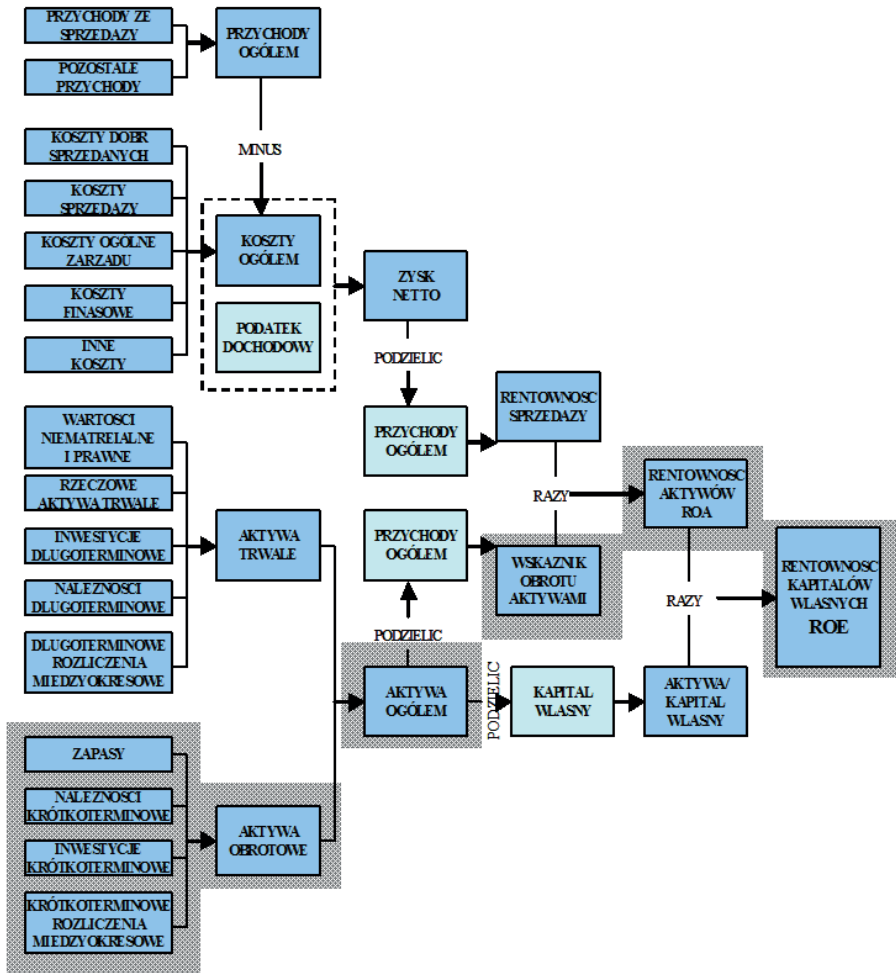 PRZYCHODY ZE
SPRZEDAZY
PRZYCHODY
OGÓLEM
POZOSTALE
PRZYCHODY
MINUS
KOSZTY DOBR
SPRZEDANYCH
KOSZTY
SPRZEDAZY
KOSZTY OGÓLNE
ZARZADU
KOSZTY
FINASOWE
INNE
KOSZTY
KOSZTY
OGÓLEM
PODATEK
DOCHODOWY
ZYSK
NETTO
PODZIELIC
PRZYCHODY
OGÓLEM
RENTOWNOSC
SPRZEDAZY
RAZY
RENTOWNOSC
AKTYWÓW
ROA
WARTOSCI
NIEMATREIALNE
I PRAWNE
RZECZOWE
AKTYWA TRWALE
INWESTYCJE
DLUGOTERMINOWE
NALEZNOSCI
DLUGOTERMINOWE
DLUGOTERMINOWE
ROZLICZENIA
MIEDZYOKRESOWE
AKTYWA
TRWALE
PRZYCHODY
OGÓLEM
WSKAZNIK
OBROTU
AKTYWAMI
RENTOWNOSC
KAPITALÓW
WLASNYCH
ROE
RAZY
PODZIELIC
AKTYWA
OGÓLEM
PODZIELIC
KAPITAL
WLASNY
AKTYWA/
KAPITAL
WLASNY
ZAPASY
NALEZNOSCI
KRÓTKOTERMINOWE
INWESTYCJE
KRÓTKOTERMINOWE
KRÓTKOTERMINOWE
ROZLICZENIA
MIEDZYOKRESOWE
AKTYWA
OBROTOWE